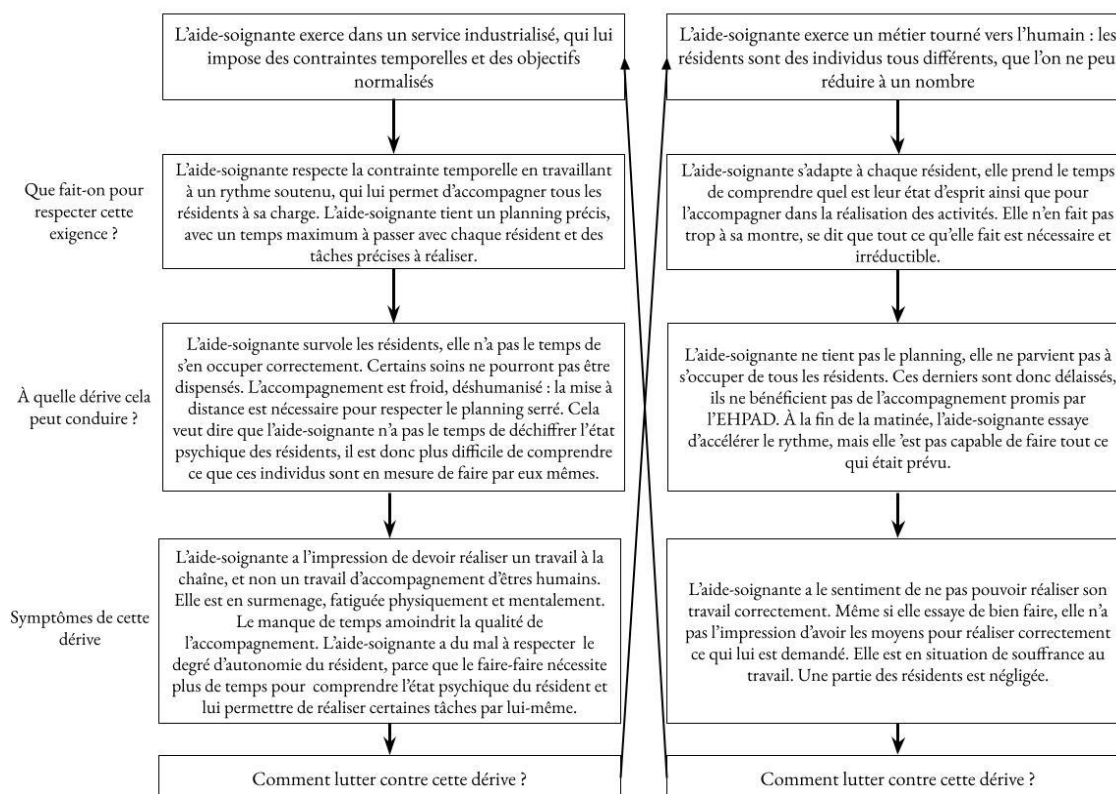 L’aide-soignante exerce dans un service industrialisé, qui lui
impose des contraintes temporelles et des objectifs
normalisés
L’aide-soignante exerce un métier tourné vers l’humain : les
résidents sont des individus tous différents, que l’on ne peu
réduire à un nombre
Que fait-on pour
respecter cette
exigence ?
L’aide-soignante respecte la contrainte temporelle en travaillant
à un rythme soutenu, qui lui permet d’accompagner tous les
résidents à sa charge. L’aide-soignante tient un planning précis,
avec un temps maximum à passer avec chaque résident et des
tâches précises à réaliser.
L’aide-soignante s’adapte à chaque résident, elle prend le temps
de comprendre quel est leur état d’esprit ainsi que pour
l’accompagner dans la réalisation des activités. Elle n’en fait pas
trop à sa montre, se dit que tout ce qu’elle fait est nécessaire et
irréductible.
À quelle dérive cela
peut conduire ?
L’aide-soignante survole les résidents, elle n’a pas le temps de
s’en occuper correctement. Certains soins ne pourront pas être
dispensés. L’accompagnement est froid, déshumanisé : la mise à
distance est nécessaire pour respecter le planning serré. Cela
veut dire que l’aide-soignante n’a pas le temps de déchiffrer l’état
psychique des résidents, il est donc plus difficile de comprendre
ce que ces individus sont en mesure de faire par eux mêmes.
L’aide-soignante ne tient pas le planning, elle ne parvient pas à
s’occuper de tous les résidents. Ces derniers sont donc délaissés,
ils ne bénéficient pas de l’accompagnement promis par
l’EHPAD. À la fin de la matinée, l’aide-soignante essaye
d’accélérer le rythme, mais elle ’est pas capable de faire tout ce
qui était prévu.
Symptômes de cette
dérive
L’aide-soignante a l’impression de devoir réaliser un travail à la
chaîne, et non un travail d’accompagnement d’êtres humains.
Elle est en surmenage, fatiguée physiquement et mentalement.
Le manque de temps amoindrit la qualité de
l’accompagnement. L’aide-soignante a du mal à respecter le
degré d’autonomie du résident, parce que le faire-faire nécessite
plus de temps pour comprendre l’état psychique du résident et
lui permettre de réaliser certaines tâches par lui-même.
L’aide-soignante a le sentiment de ne pas pouvoir réaliser son
travail correctement. Même si elle essaye de bien faire, elle n’a
pas l’impression d’avoir les moyens pour réaliser correctement
ce qui lui est demandé. Elle est en situation de souffrance au
travail. Une partie des résidents est négligée.
Comment lutter contre cette dérive ?
Comment lutter contre cette dérive ?